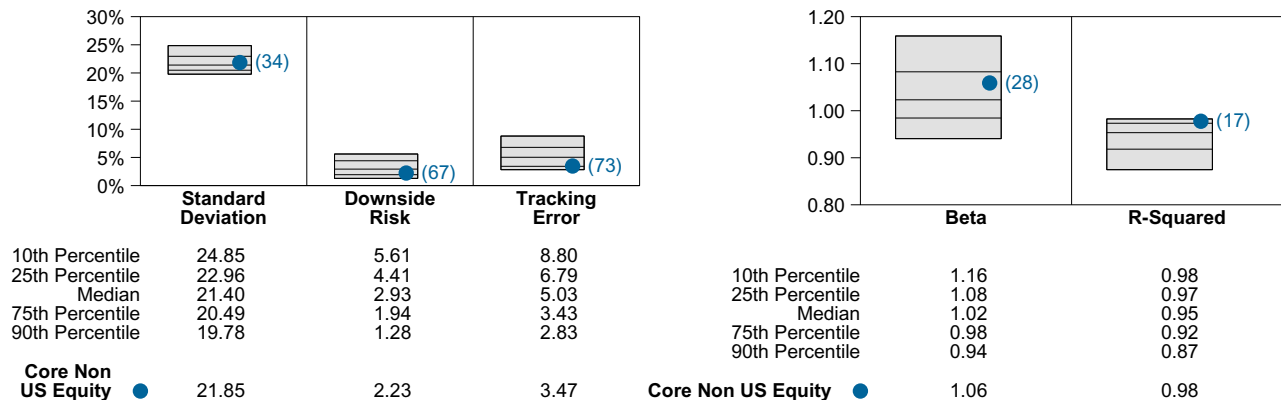 30%
25%
20%
15%
10%
5%
0%
(34)
(67)
(73)
Standard
Deviation
Downside
Risk
Tracking
Error
10th Percentile 24.85 5.61 8.80
25th Percentile 22.96 4.41 6.79
Median 21.40 2.93 5.03
75th Percentile 20.49 1.94 3.43
90th Percentile 19.78 1.28 2.83
Core Non
US Equity 21.85 2.23 3.47
1.20
1.10
1.00
0.90
0.80
(28)
(17)
Beta R-Squared
10th Percentile 1.16 0.98
25th Percentile 1.08 0.97
Median 1.02 0.95
75th Percentile 0.98 0.92
90th Percentile 0.94 0.87
Core Non US Equity 1.06 0.98